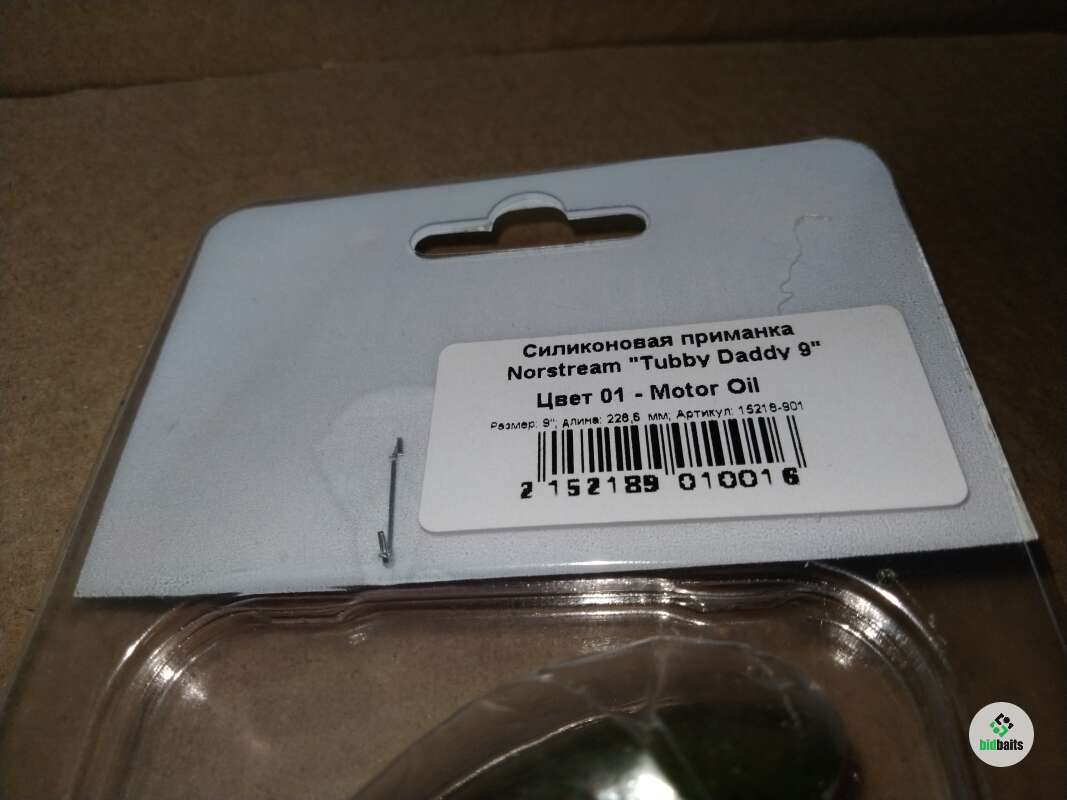 Силиконовая приманка
Norstream "Tubby Daddy 9"
Цвет 01 - Motor Oil
Размер: 9"; длина: 228,6 мм; Артикул: 15218-901
2 152189 010016
bidbaits